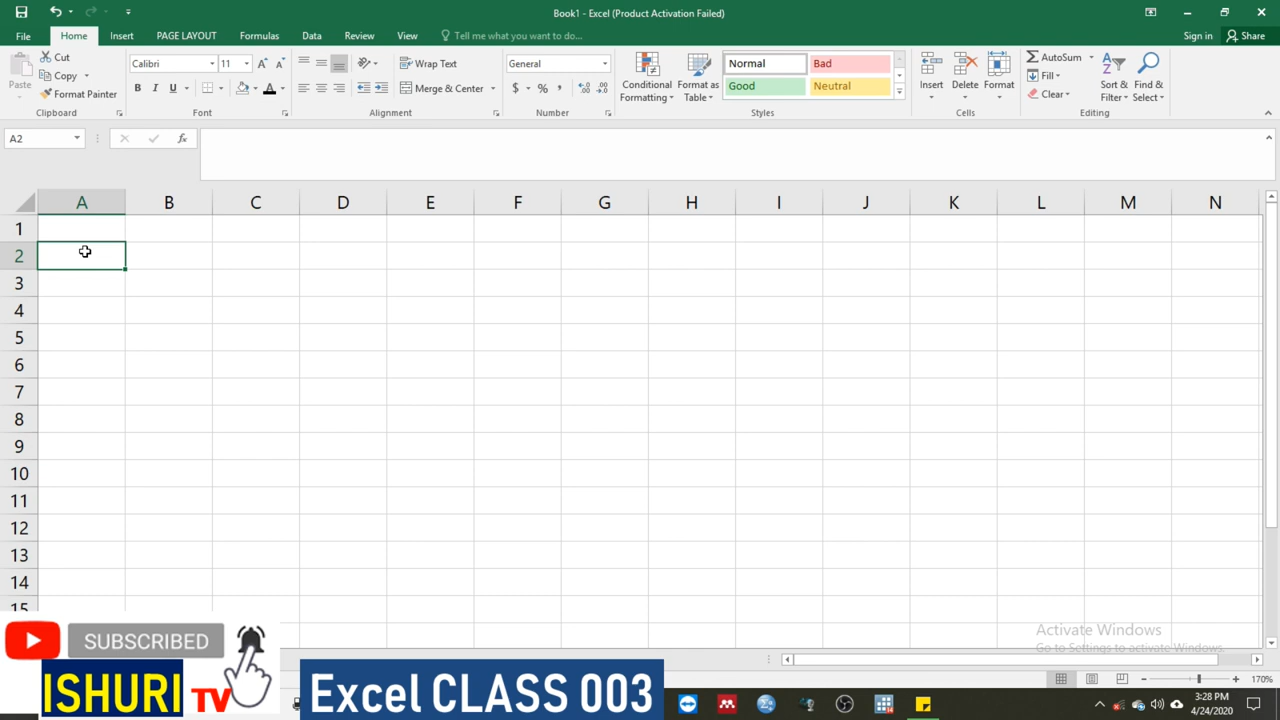 Book1 - Excel (Product Activation Failed)
File Home Insert PAGE LAYOUT Formulas Data Review View Tell me what you want to do... Sign in Share
Paste
Cut
Copy
Format Painter
Clipboard
Calibri 11
B I U A
Font
Wrap Text
Merge & Center
Alignment
General
$ % ,
Number
Conditional Formatting
Format as Table
Normal Bad
Good Neutral
Styles
Insert Delete Format
Cells
AutoSum
Fill
Clear
Sort & Filter
Find & Select
Editing
A2 fx
A B C D E F G H I J K L M N
1
2
3
4
5
6
7
8
9
10
11
12
13
14
15
Activate Windows
Go to Settings to activate Windows.
SUBSCRIBED
ISHURI TV
Excel CLASS 003
170%
3:28 PM
4/24/2020